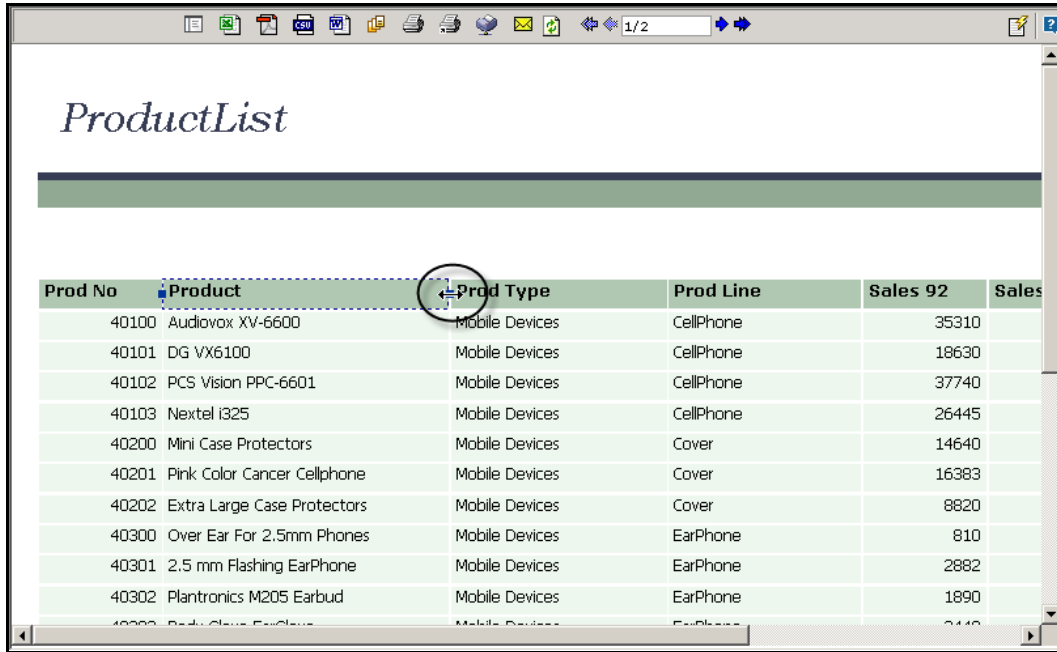 CSV 1/2
ProductList
Prod No Product Prod Type Prod Line Sales 92 Sales
40100 Audiovox XV-6600 Mobile Devices CellPhone 35310
40101 DG VX6100 Mobile Devices CellPhone 18630
40102 PCS Vision PPC-6601 Mobile Devices CellPhone 37740
40103 Nextel i325 Mobile Devices CellPhone 26445
40200 Mini Case Protectors Mobile Devices Cover 14640
40201 Pink Color Cancer Cellphone Mobile Devices Cover 16383
40202 Extra Large Case Protectors Mobile Devices Cover 8820
40300 Over Ear For 2.5mm Phones Mobile Devices EarPhone 810
40301 2.5 mm Flashing EarPhone Mobile Devices EarPhone 2882
40302 Plantronics M205 Earbud Mobile Devices EarPhone 1890
Mobile Devices EarPhone